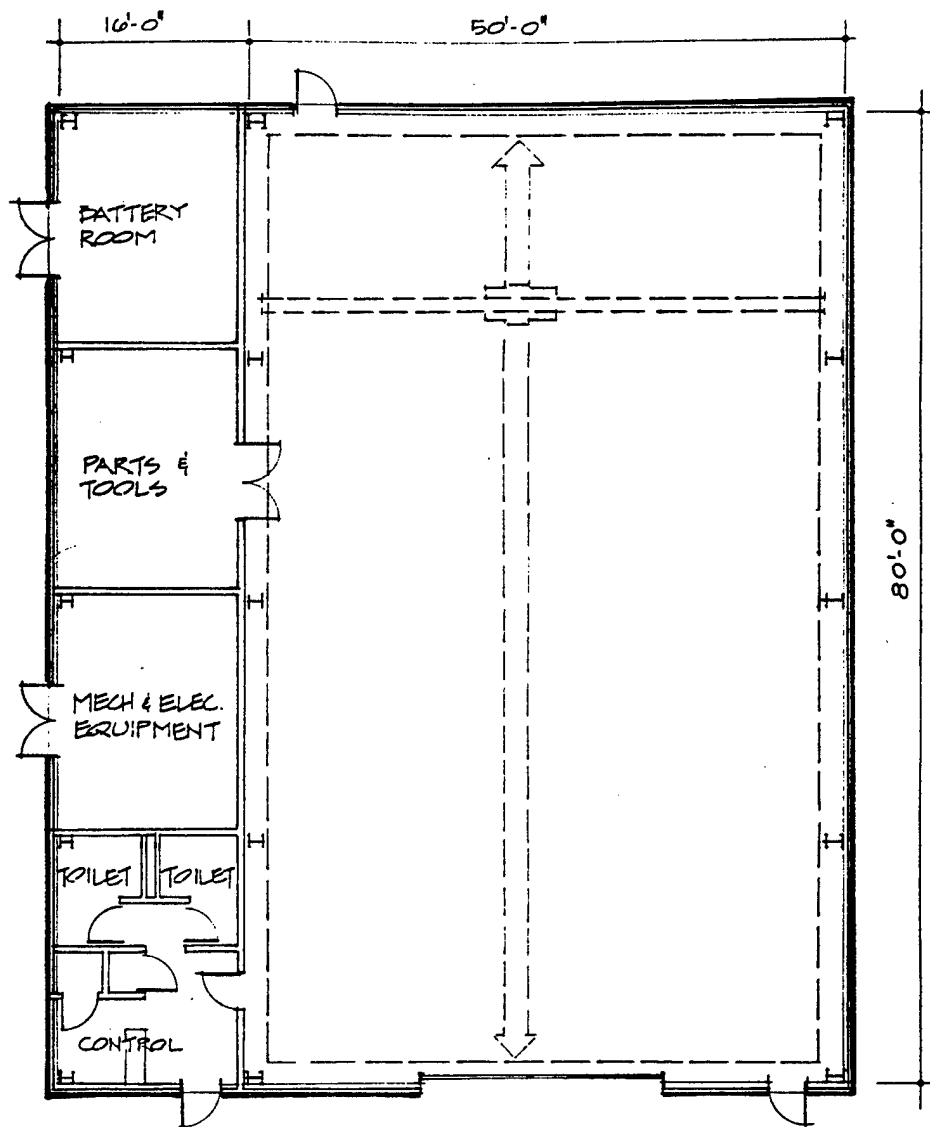 16'-0"
50'-0"
BATTERY
ROOM
PARTS &
TOOLS
80'-0"
MECH & ELEC.
EQUIPMENT
TOILET
TOILET
CONTROL